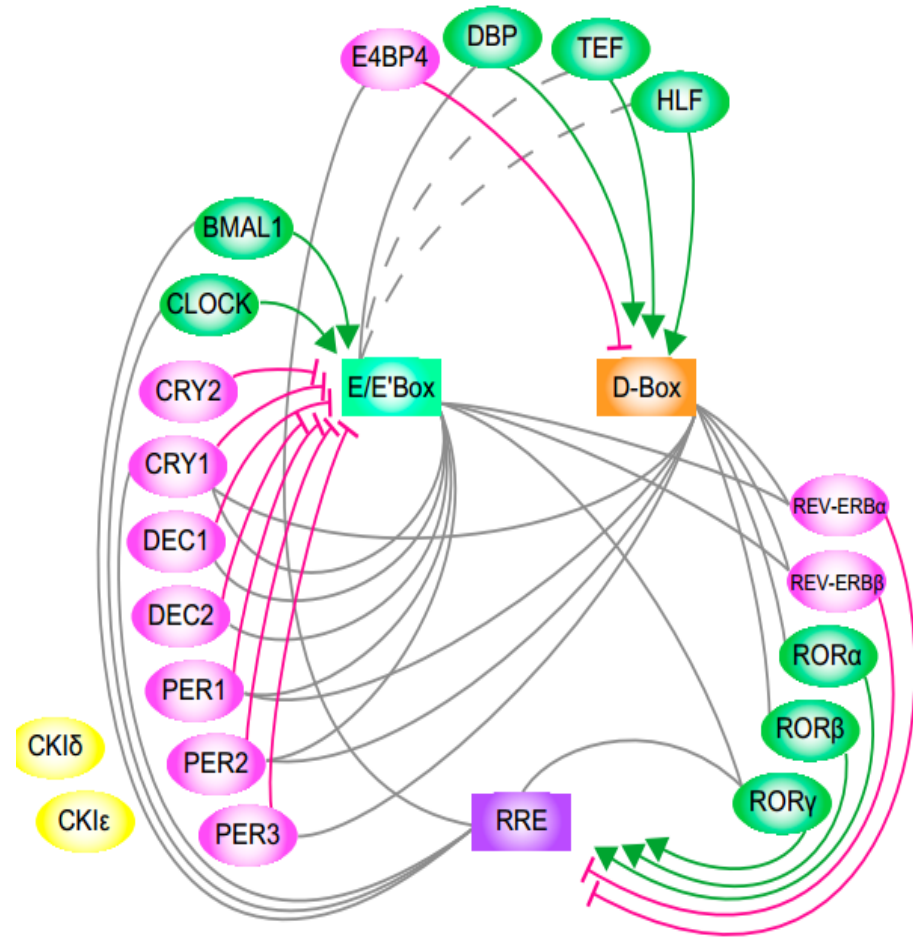 E4BP4
DBP
TEF
HLF
BMAL1
CLOCK
CRY2
E/E'Box
D-Box
CRY1
REV-ERBα
DEC1
REV-ERBβ
DEC2
RORα
PER1
RORβ
CKIδ
PER2
RORγ
CKIε
PER3
RRE